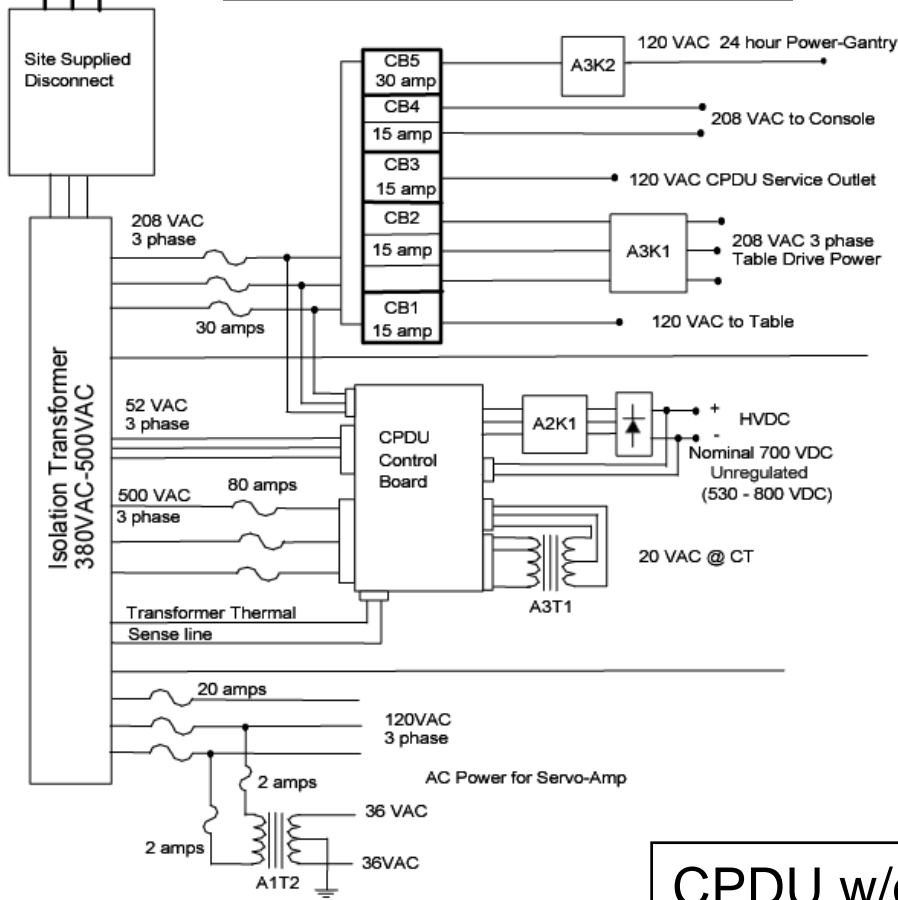 Site Supplied
Disconnect
CB5
30 amp
A3K2
120 VAC 24 hour Power-Gantry
CB4
15 amp
208 VAC to Console
CB3
15 amp
120 VAC CPDU Service Outlet
CB2
15 amp
A3K1
208 VAC 3 phase
Table Drive Power
CB1
15 amp
120 VAC to Table
208 VAC
3 phase
30 amps
Isolation Transformer
380VAC-500VAC
52 VAC
3 phase
CPDU
Control
Board
A2K1
+
HVDC
-
Nominal 700 VDC
Unregulated
(530 - 800 VDC)
500 VAC
3 phase
80 amps
20 VAC @ CT
A3T1
Transformer Thermal
Sense line
20 amps
120VAC
3 phase
AC Power for Servo-Amp
2 amps
36 VAC
2 amps
36VAC
A1T2
CPDU